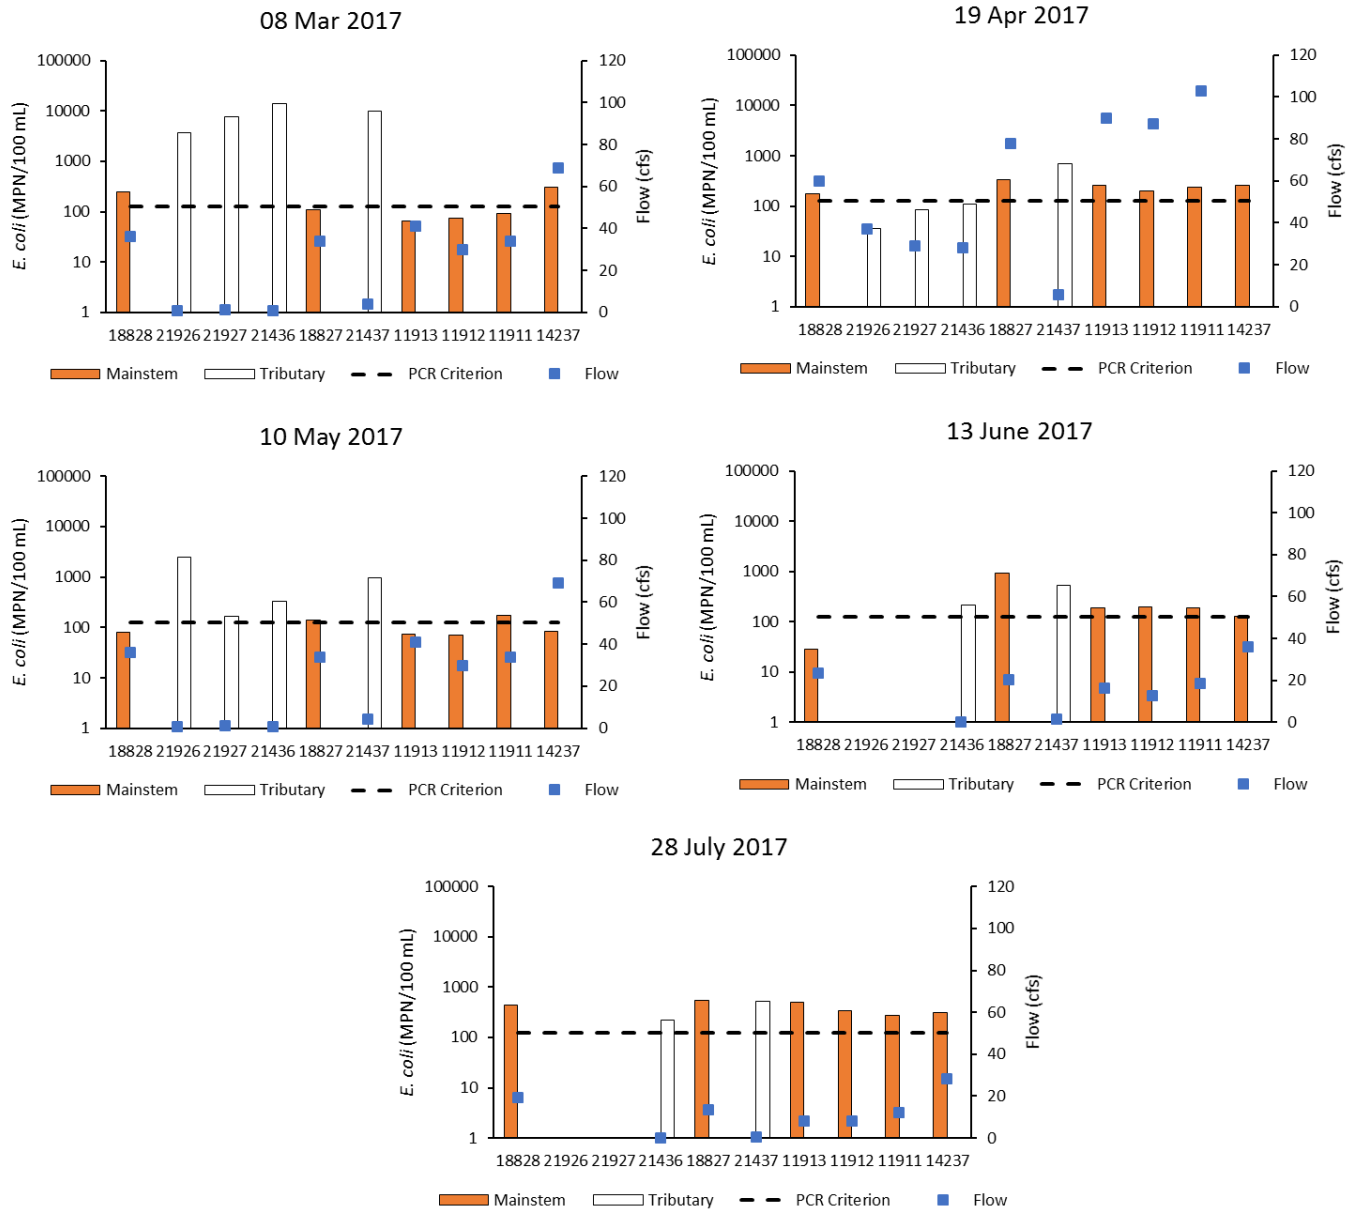 08 Mar 2017
100000
10000
1000
100
10
1
E. coli (MPN/100 mL)
120
100
80
60
40
20
0
Flow (cfs)
18828 21926 21927 21436 18827 21437 11913 11912 11911 14237
Mainstem Tributary PCR Criterion Flow
19 Apr 2017
100000
10000
1000
100
10
1
E. coli (MPN/100 mL)
120
100
80
60
40
20
0
Flow (cfs)
18828 21926 21927 21436 18827 21437 11913 11912 11911 14237
Mainstem Tributary PCR Criterion Flow
10 May 2017
100000
10000
1000
100
10
1
E. coli (MPN/100 mL)
120
100
80
60
40
20
0
Flow (cfs)
18828 21926 21927 21436 18827 21437 11913 11912 11911 14237
Mainstem Tributary PCR Criterion Flow
13 June 2017
100000
10000
1000
100
10
1
E. coli (MPN/100 mL)
120
100
80
60
40
20
0
Flow (cfs)
18828 21926 21927 21436 18827 21437 11913 11912 11911 14237
Mainstem Tributary PCR Criterion Flow
28 July 2017
100000
10000
1000
100
10
1
E. coli (MPN/100 mL)
120
100
80
60
40
20
0
Flow (cfs)
18828 21926 21927 21436 18827 21437 11913 11912 11911 14237
Mainstem Tributary PCR Criterion Flow